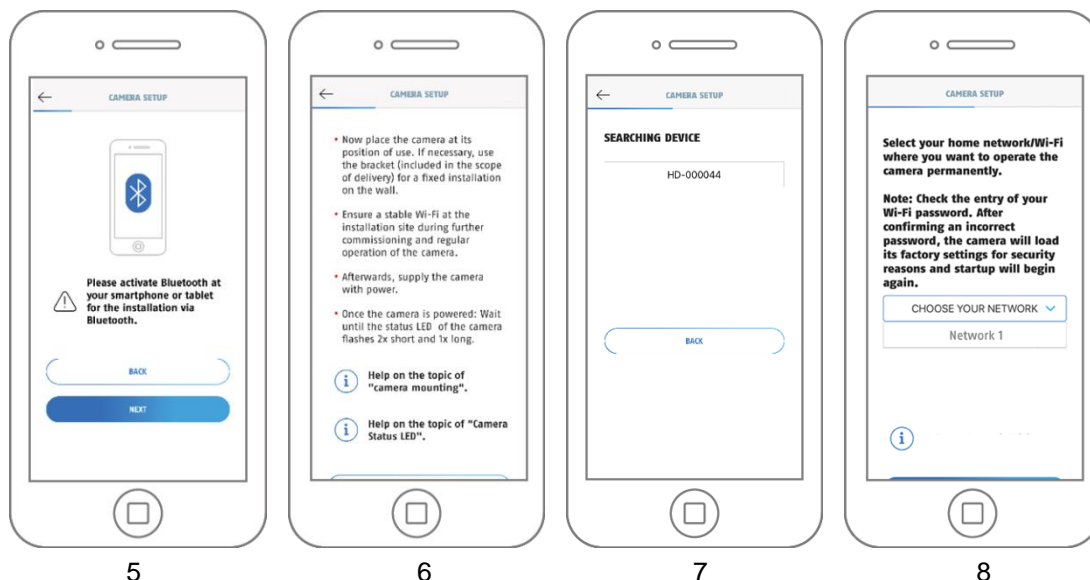 CAMERA SETUP
Please activate Bluetooth at
your smartphone or tablet
for the installation via
Bluetooth.
BACK
NEXT
5
CAMERA SETUP
• Now place the camera at its
position of use. If necessary, use
the bracket (included in the scope
of delivery) for a fixed installation
on the wall.
• Ensure a stable Wi-Fi at the
installation site during further
commissioning and regular
operation of the camera.
• Afterwards, supply the camera
with power.
• Once the camera is powered: Wait
until the status LED of the camera
flashes 2x short and 1x long.
i
Help on the topic of
"camera mounting".
i
Help on the topic of "Camera
Status LED".
6
CAMERA SETUP
SEARCHING DEVICE
HD-000044
BACK
7
CAMERA SETUP
Select your home network/Wi-Fi
where you want to operate the
camera permanently.
Note: Check the entry of your
Wi-Fi password. After
confirming an incorrect
password, the camera will load
its factory settings for security
reasons and startup will begin
again.
CHOOSE YOUR NETWORK
Network 1
i
8